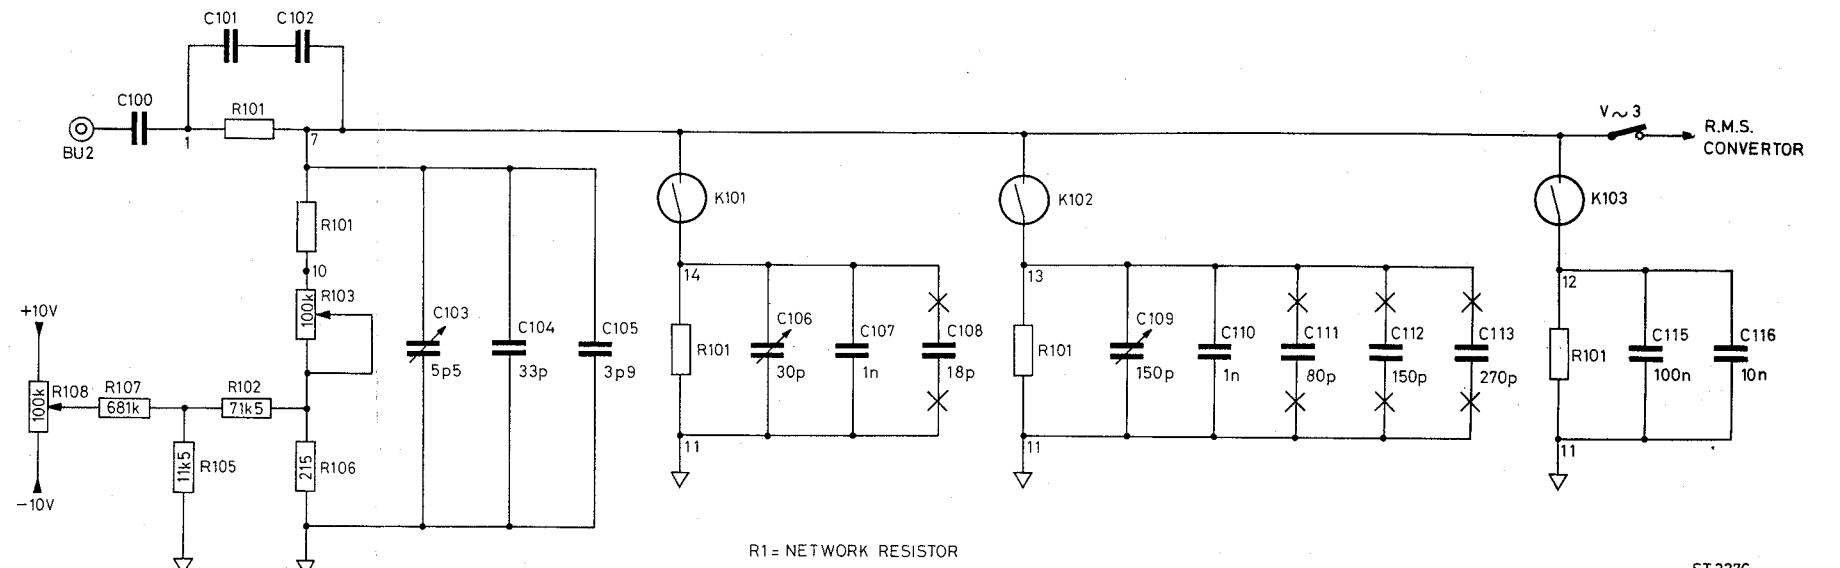 C101 C102
C100
R101
BU2
1
7
V~3
R.M.S.
CONVERTOR
K101
K102
K103
R101
10
R103
100k
14
13
12
+10V
C103
5p5
C104
33p
C105
3p9
R101
C106
30p
C107
1n
C108
18p
R101
C109
150p
C110
1n
C111
80p
C112
150p
C113
270p
R101
C115
100n
C116
10n
R108
100k
R107
681k
R102
71k5
R105
11k5
R106
215
11
11
11
-10V
R1= NETWORK RESISTOR